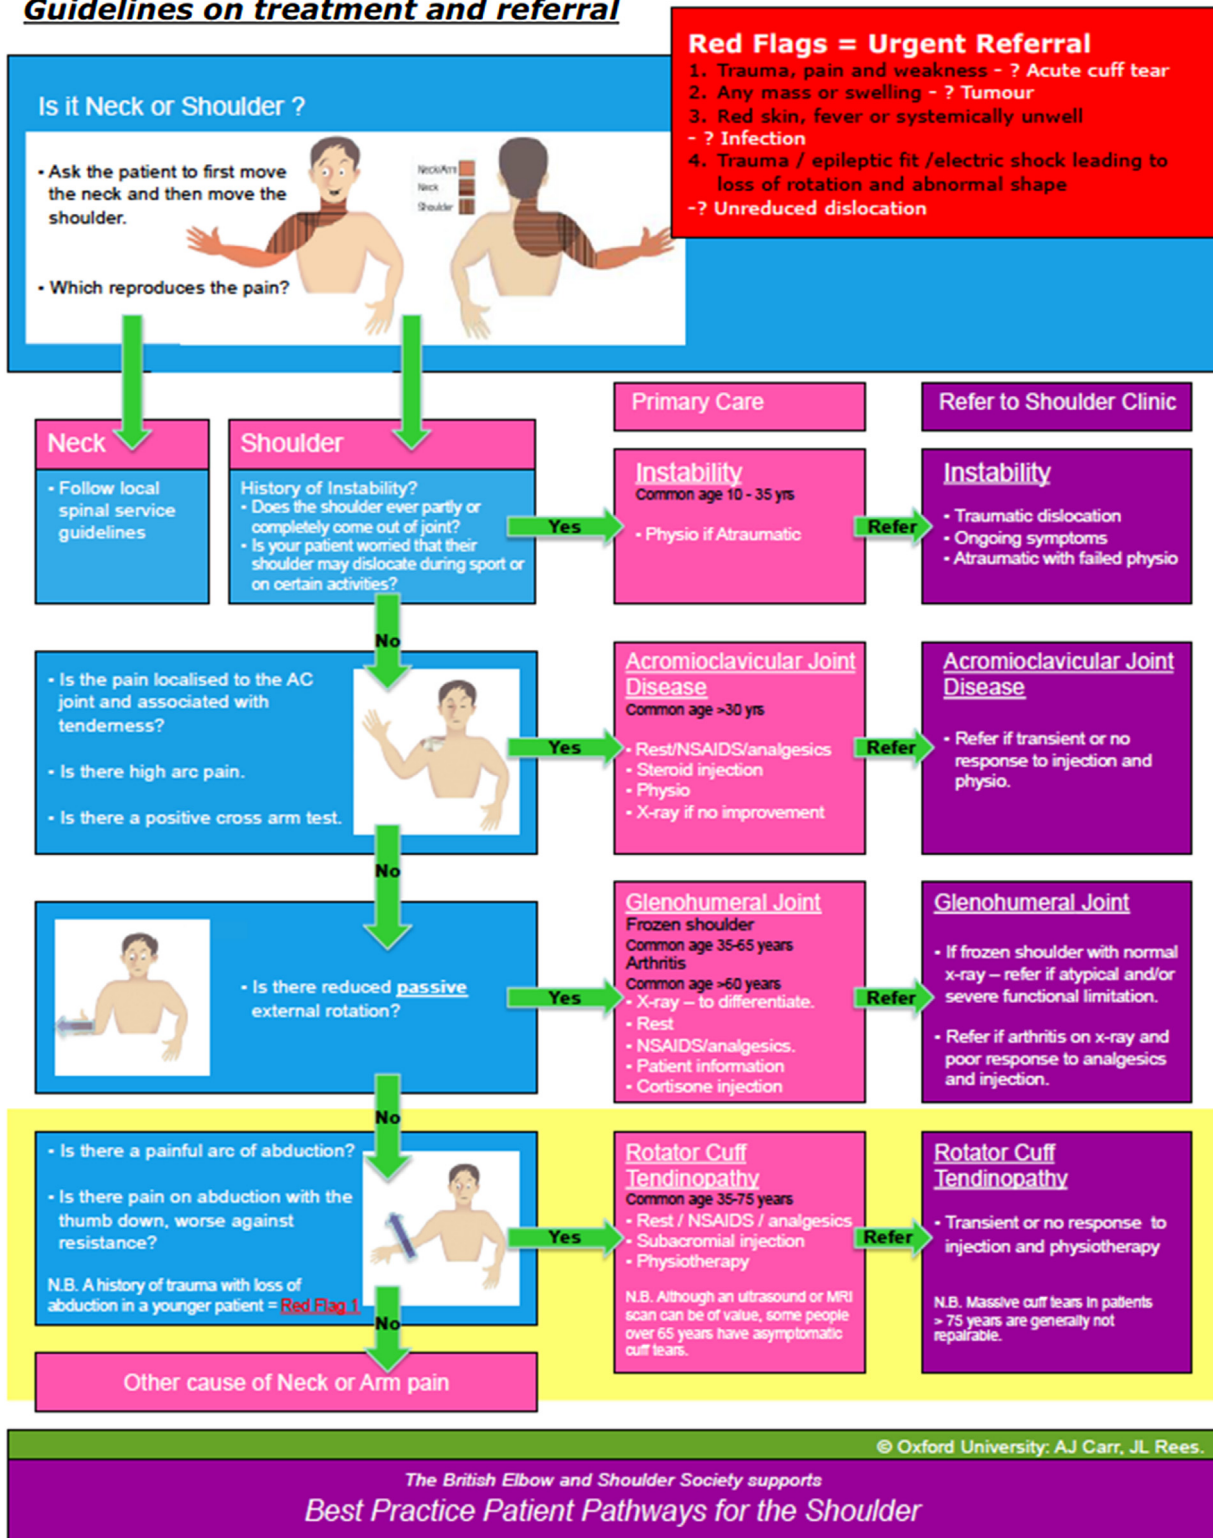 Guidelines on treatment and referral
Red Flags = Urgent Referral
1. Trauma, pain and weakness - ? Acute cuff tear
2. Any mass or swelling - ? Tumour
3. Red skin, fever or systemically unwell
- ? Infection
4. Trauma / epileptic fit /electric shock leading to
loss of rotation and abnormal shape
-? Unreduced dislocation
Is it Neck or Shoulder ?
• Ask the patient to first move
the neck and then move the
shoulder.
• Which reproduces the pain?
Neck/Arm
Neck
Shoulder
Neck
• Follow local
spinal service
guidelines
Shoulder
History of Instability?
• Does the shoulder ever partly or
completely come out of joint?
• Is your patient worried that their
shoulder may dislocate during sport or
on certain activities?
Yes
Primary Care
Instability
Common age 10 - 35 yrs
• Physio if Atraumatic
Refer
Refer to Shoulder Clinic
Instability
• Traumatic dislocation
• Ongoing symptoms
• Atraumatic with failed physio
No
• Is the pain localised to the AC
joint and associated with
tenderness?
• Is there high arc pain.
• Is there a positive cross arm test.
Yes
Acromioclavicular Joint
Disease
Common age >30 yrs
• Rest/NSAIDS/analgesics
• Steroid injection
• Physio
• X-ray if no improvement
Refer
Acromioclavicular Joint
Disease
• Refer if transient or no
response to injection and
physio.
No
• Is there reduced passive
external rotation?
Yes
Glenohumeral Joint
Frozen shoulder
Common age 35-65 years
Arthritis
Common age >60 years
• X-ray – to differentiate.
• Rest
• NSAIDS/analgesics.
• Patient information
• Cortisone injection
Refer
Glenohumeral Joint
• If frozen shoulder with normal
x-ray – refer if atypical and/or
severe functional limitation.
• Refer if arthritis on x-ray and
poor response to analgesics
and injection.
No
• Is there a painful arc of abduction?
• Is there pain on abduction with the
thumb down, worse against
resistance?
N.B. A history of trauma with loss of
abduction in a younger patient = Red Flag 1
Yes
Rotator Cuff
Tendinopathy
Common age 35-75 years
• Rest / NSAIDS / analgesics
• Subacromial injection
• Physiotherapy
N.B. Although an ultrasound or MRI
scan can be of value, some people
over 65 years have asymptomatic
cuff tears.
Refer
Rotator Cuff
Tendinopathy
• Transient or no response to
injection and physiotherapy
N.B. Massive cuff tears in patients
> 75 years are generally not
repairable.
No
Other cause of Neck or Arm pain
© Oxford University: AJ Carr, JL Rees.
The British Elbow and Shoulder Society supports
Best Practice Patient Pathways for the Shoulder